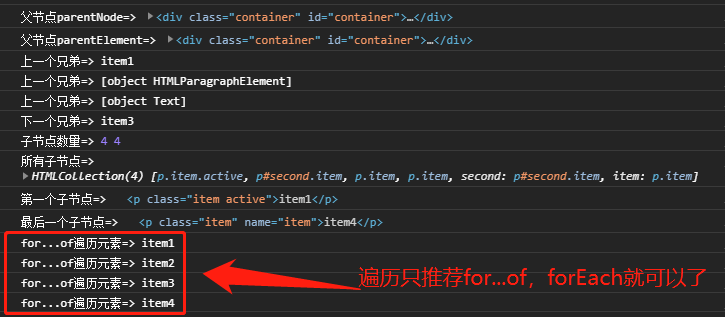 父节点parentNode=> <div class="container" id="container">…</div>
父节点parentElement=> <div class="container" id="container">…</div>
上一个兄弟=> item1
上一个兄弟=> [object HTMLParagraphElement]
上一个兄弟=> [object Text]
下一个兄弟=> item3
子节点数量=> 4 4
所有子节点=>
HTMLCollection(4) [p.item.active, p#second.item, p.item, p.item, second: p#second.item, item: p.item]
第一个子节点=> <p class="item active">item1</p>
最后一个子节点=> <p class="item" name="item">item4</p>
for...of遍历元素=> item1
for...of遍历元素=> item2
for...of遍历元素=> item3
for...of遍历元素=> item4
遍历只推荐for...of，forEach就可以了